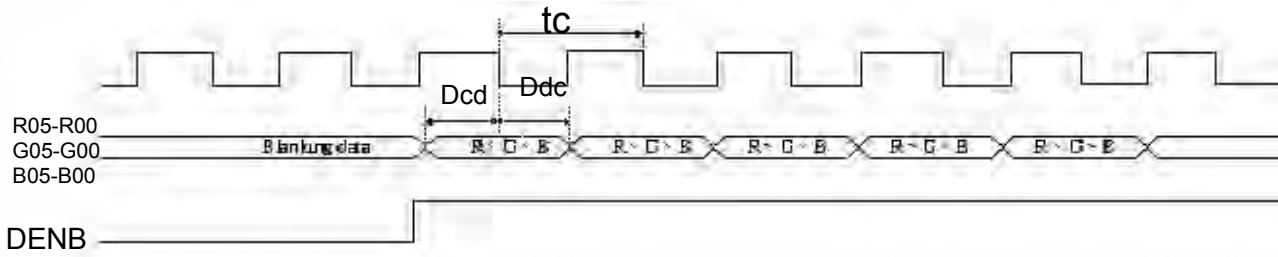 tc
Dcd Ddc
R05-R00
G05-G00 Blanking data R - G - B R - G - B R - G - B R - G - B R - G - B
B05-B00
DENB